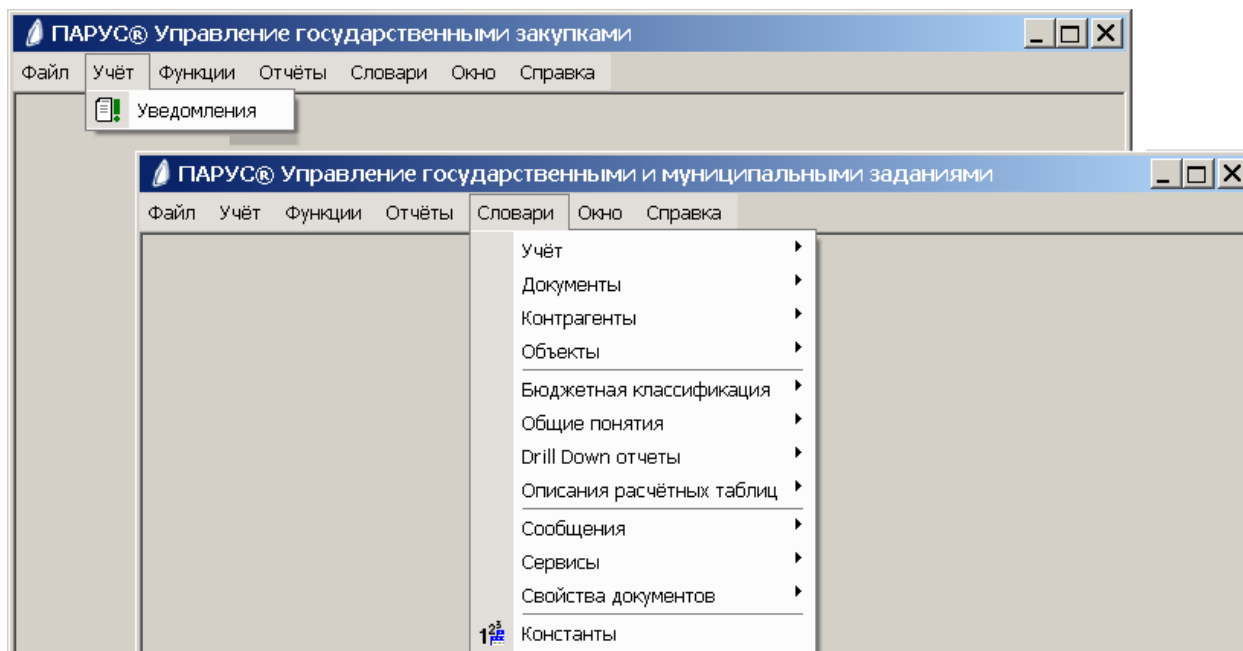 ПАРУС® Управление государственными закупками
Файл Учёт Функции Отчёты Словари Окно Справка
Уведомления
ПАРУС® Управление государственными и муниципальными заданиями
Файл Учёт Функции Отчёты Словари Окно Справка
Учёт
Документы
Контрагенты
Объекты
Бюджетная классификация
Общие понятия
Drill Down отчеты
Описания расчётных таблиц
Сообщения
Сервисы
Свойства документов
Константы